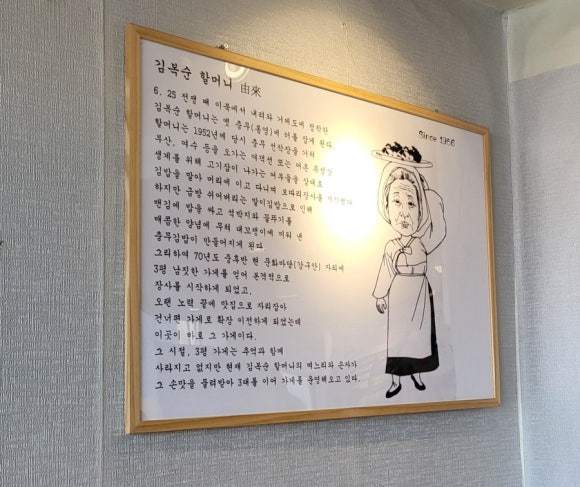 김복순 할머니 由來
6. 25 전쟁 때 이북에서 내려와 거제도에 정착한
김복순 할머니는 옛 충무(통영)에 터를 잡게 된다.
할머니는 1952년에 당시 충무 선착장을 거쳐
부산, 여수 등을 오가는 여객선 또는 어촌
생계를 위해 고기잡이 나가는 어부들을 상대로
김밥을 말아 머리에 이고 다니며 보따리장사를
하지만 금방 쉬어버리는 말이김밥으로 인해
맨김에 밥을 싸고 석박지와 꼴뚜기를
매콤한 양념에 무쳐 대꼬챙이에 끼워 낸
충무김밥이 만들어지게 된다.
그리하여 70년도 중후반 현 문화마당(강구안) 자리에
3평 남짓한 가게를 얻어 본격적으로
장사를 시작하게 되었고,
오랜 노력 끝에 맛집으로 자리잡아
건너편 가게로 확장 이전하게 되었는데
이곳이 바로 그 가게이다.
그 시절, 3평 가게는 추억과 함께
사라지고 없지만 현재 김복순 할머니의 며느리와 손자가
그 손맛을 물려받아 3대를 이어 가게를 운영해오고 있다.
Since 1956